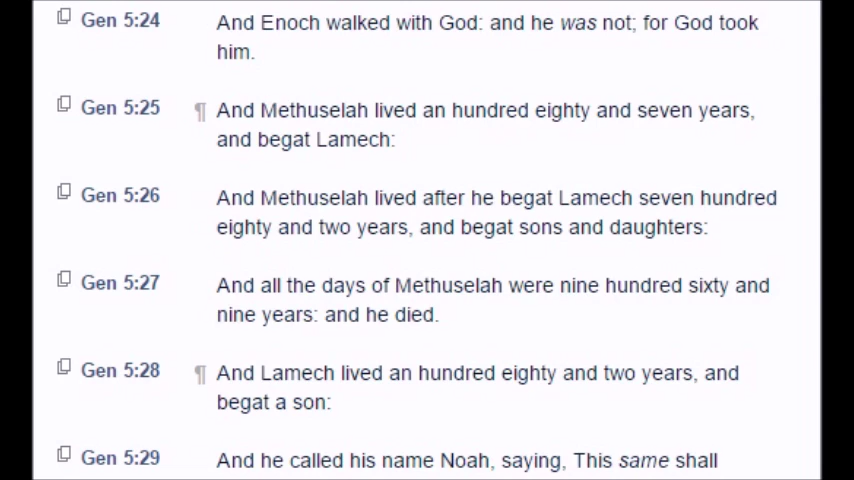 Gen 5:24 And Enoch walked with God: and he was not; for God took
him.
Gen 5:25 ¶ And Methuselah lived an hundred eighty and seven years,
and begat Lamech:
Gen 5:26 And Methuselah lived after he begat Lamech seven hundred
eighty and two years, and begat sons and daughters:
Gen 5:27 And all the days of Methuselah were nine hundred sixty and
nine years: and he died.
Gen 5:28 ¶ And Lamech lived an hundred eighty and two years, and
begat a son:
Gen 5:29 And he called his name Noah, saying, This same shall